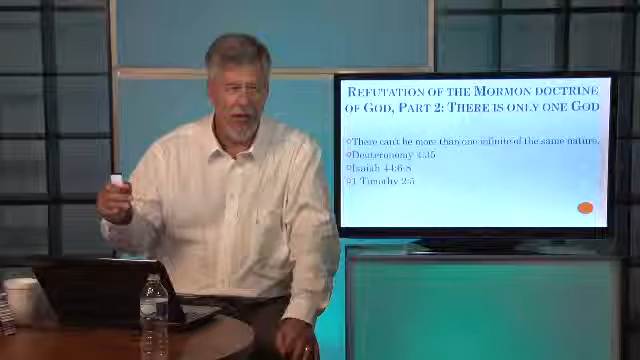 Refutation of the Mormon doctrine
of God, Part 2: There is only one God
There can't be more than one infinite of the same nature.
Deuteronomy 4:35
Isaiah 44:6-8
1 Timothy 2:5